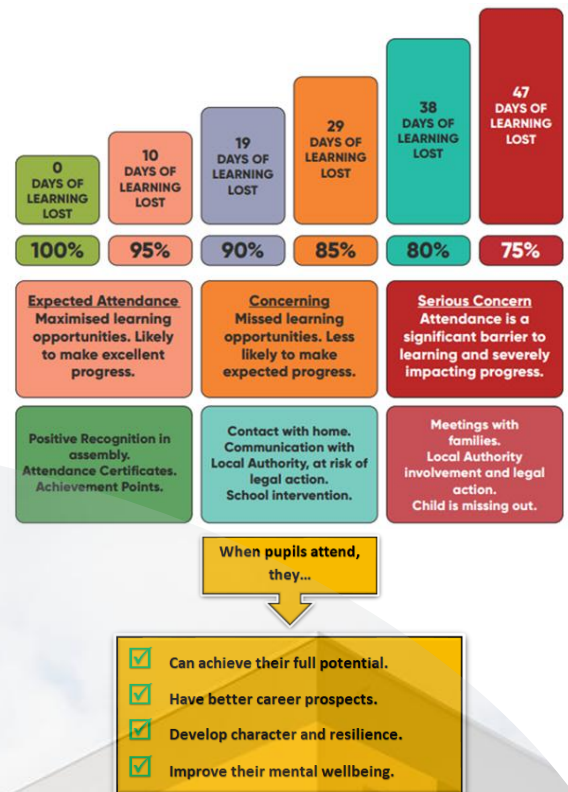 0
DAYS OF
LEARNING
LOST
10
DAYS OF
LEARNING
LOST
19
DAYS OF
LEARNING
LOST
29
DAYS OF
LEARNING
LOST
38
DAYS OF
LEARNING
LOST
47
DAYS OF
LEARNING
LOST
100%
95%
90%
85%
80%
75%
Expected Attendance
Maximised learning
opportunities. Likely
to make excellent
progress.
Concerning
Missed learning
opportunities. Less
likely to make
expected progress.
Serious Concern
Attendance is a
significant barrier to
learning and severely
impacting progress.
Positive Recognition in
assembly.
Attendance Certificates.
Achievement Points.
Contact with home.
Communication with
Local Authority, at risk of
legal action.
School intervention.
Meetings with
families.
Local Authority
involvement and legal
action.
Child is missing out.
When pupils attend,
they...
Can achieve their full potential.
Have better career prospects.
Develop character and resilience.
Improve their mental wellbeing.